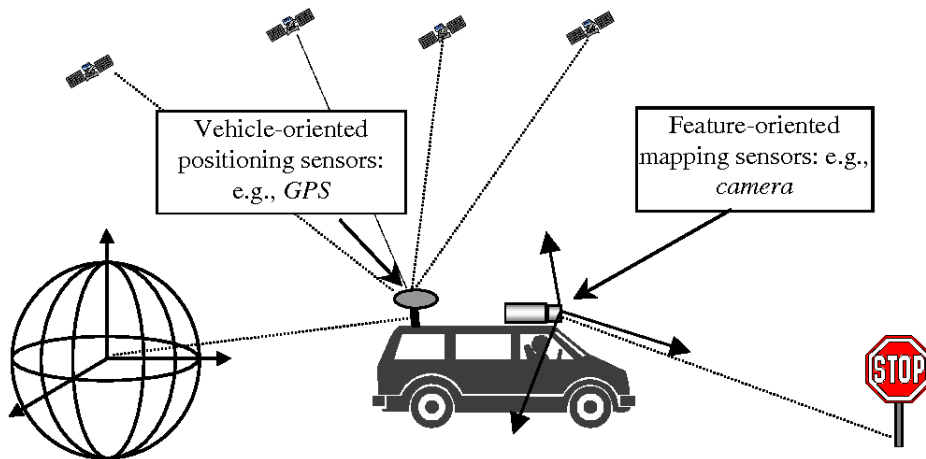 Vehicle-oriented
positioning sensors:
e.g., GPS
Feature-oriented
mapping sensors: e.g.,
camera
STOP